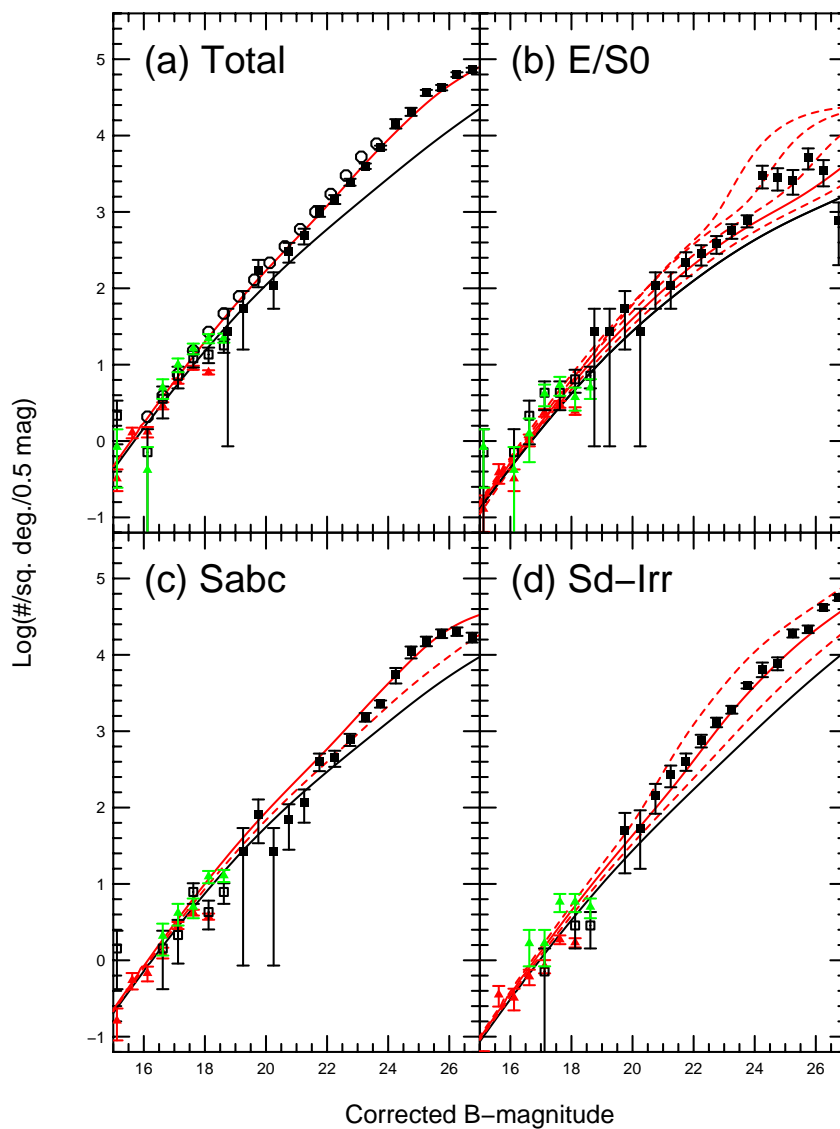 (a) Total
(b) E/S0
5
4
3
2
1
0
−1
(c) Sabc
(d) Sd−Irr
5
4
3
2
1
0
−1
16 18 20 22 24 26 16 18 20 22 24 26
Log(#/sq. deg./0.5 mag)
Corrected B−magnitude